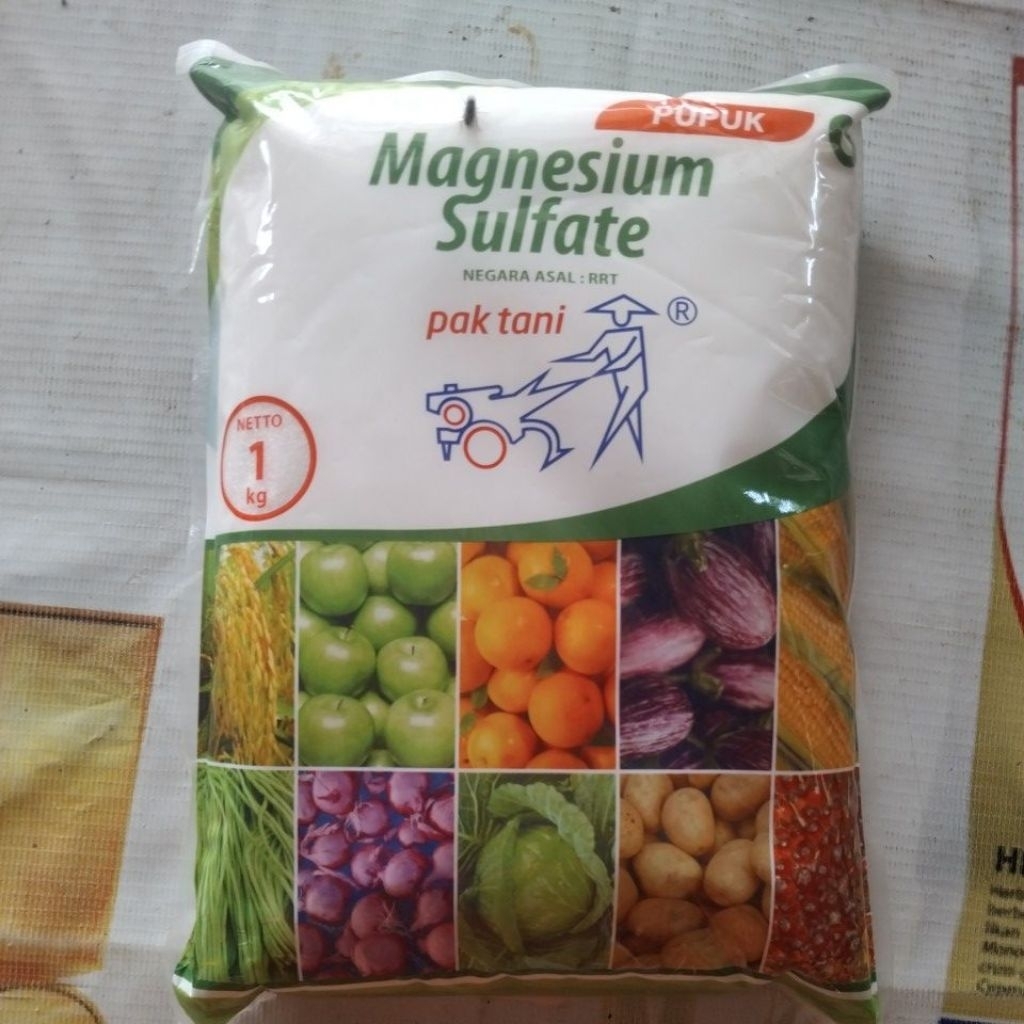 PUPUK
Magnesium
Sulfate
NEGARA ASAL : RRT
pak tani ®
NETTO
1
kg